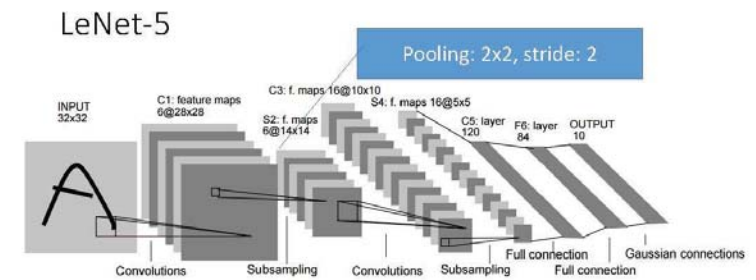 LeNet-5
Pooling: 2x2, stride: 2
INPUT
32x32
C1: feature maps
6@28x28
S2: f. maps
6@14x14
C3: f. maps 16@10x10
S4: f. maps 16@5x5
C5: layer
120
F6: layer
84
OUTPUT
10
Convolutions
Subsampling
Convolutions
Subsampling
Full connection
Full connection
Gaussian connections